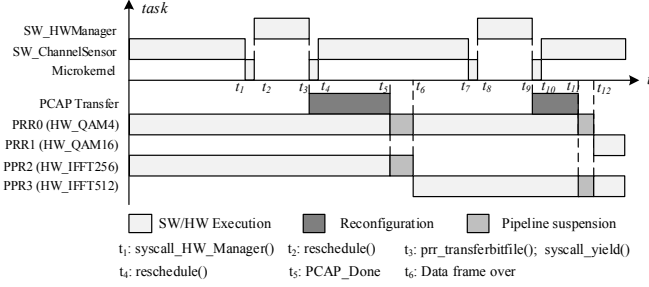 task
SW_HWManager
SW_ChannelSensor
Microkernel
t
t1 t2 t3 t4 t5 t6 t7 t8 t9 t10 t1 t12
PCAP Transfer
PRR0 (HW_QAM4)
PRR1 (HW_QAM16)
PPR2 (HW_IFFT256)
PPR3 (HW_IFFT512)
SW/HW Execution Reconfiguration Pipeline suspension
t1: syscall_HW_Manager() t2: reschedule() t3: prr_transferbitfile(); syscall_yield()
t4: reschedule() t5: PCAP_Done t6: Data frame over